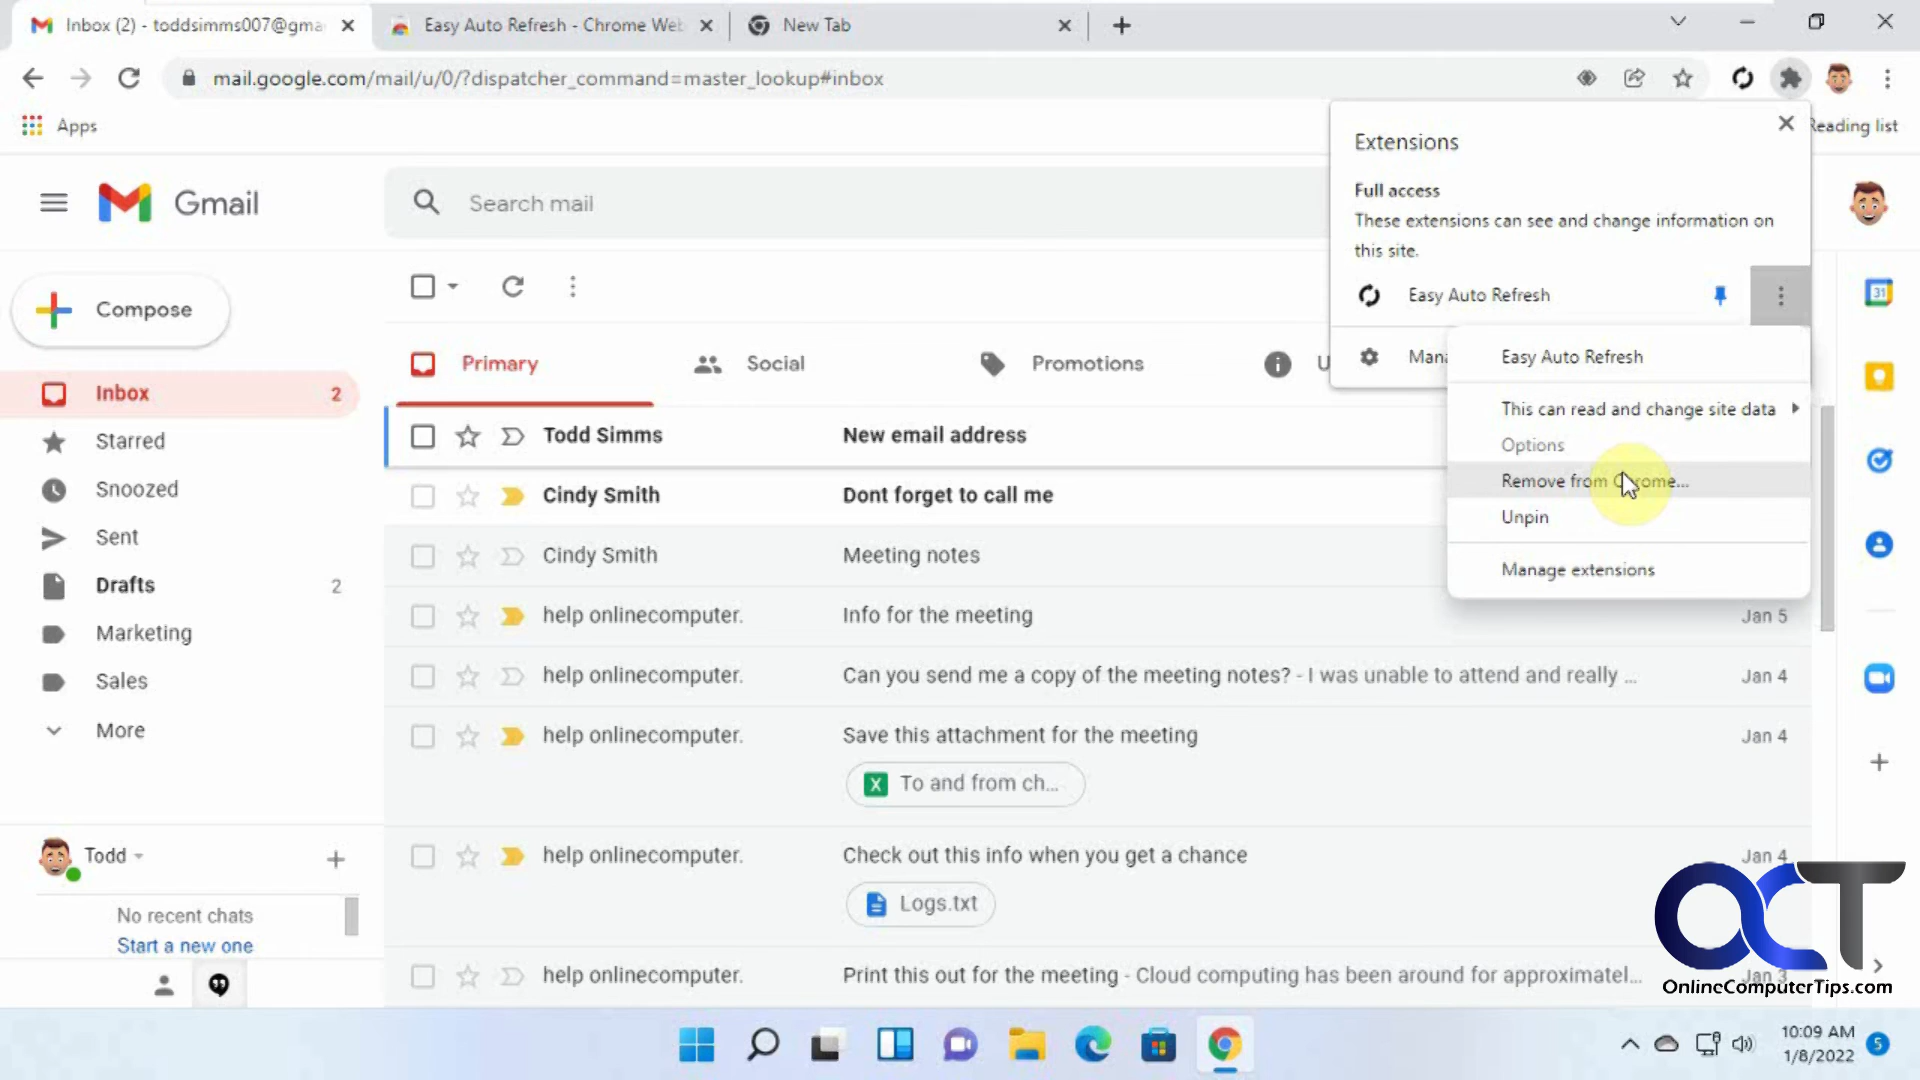 Inbox (2) - toddsimms007@gma
Easy Auto Refresh - Chrome Web
New Tab
mail.google.com/mail/u/0/?dispatcher_command=master_lookup#inbox
Apps
Reading list
Extensions
Full access
These extensions can see and change information on
this site.
Easy Auto Refresh
Mana
Easy Auto Refresh
This can read and change site data
Options
Remove from Chrome...
Unpin
Manage extensions
Gmail
Search mail
31
Compose
Inbox 2
Starred
Snoozed
Sent
Drafts 2
Marketing
Sales
More
Todd
No recent chats
Start a new one
Primary
Social
Promotions
U
Todd Simms New email address
Cindy Smith Dont forget to call me
Cindy Smith Meeting notes
help onlinecomputer. Info for the meeting Jan 5
help onlinecomputer. Can you send me a copy of the meeting notes? - I was unable to attend and really ... Jan 4
help onlinecomputer. Save this attachment for the meeting Jan 4
X To and from ch...
help onlinecomputer. Check out this info when you get a chance Jan 4
Logs.txt
help onlinecomputer. Print this out for the meeting - Cloud computing has been around for approximatel... Jan 3
OCT
OnlineComputerTips.com
10:09 AM
1/8/2022
5